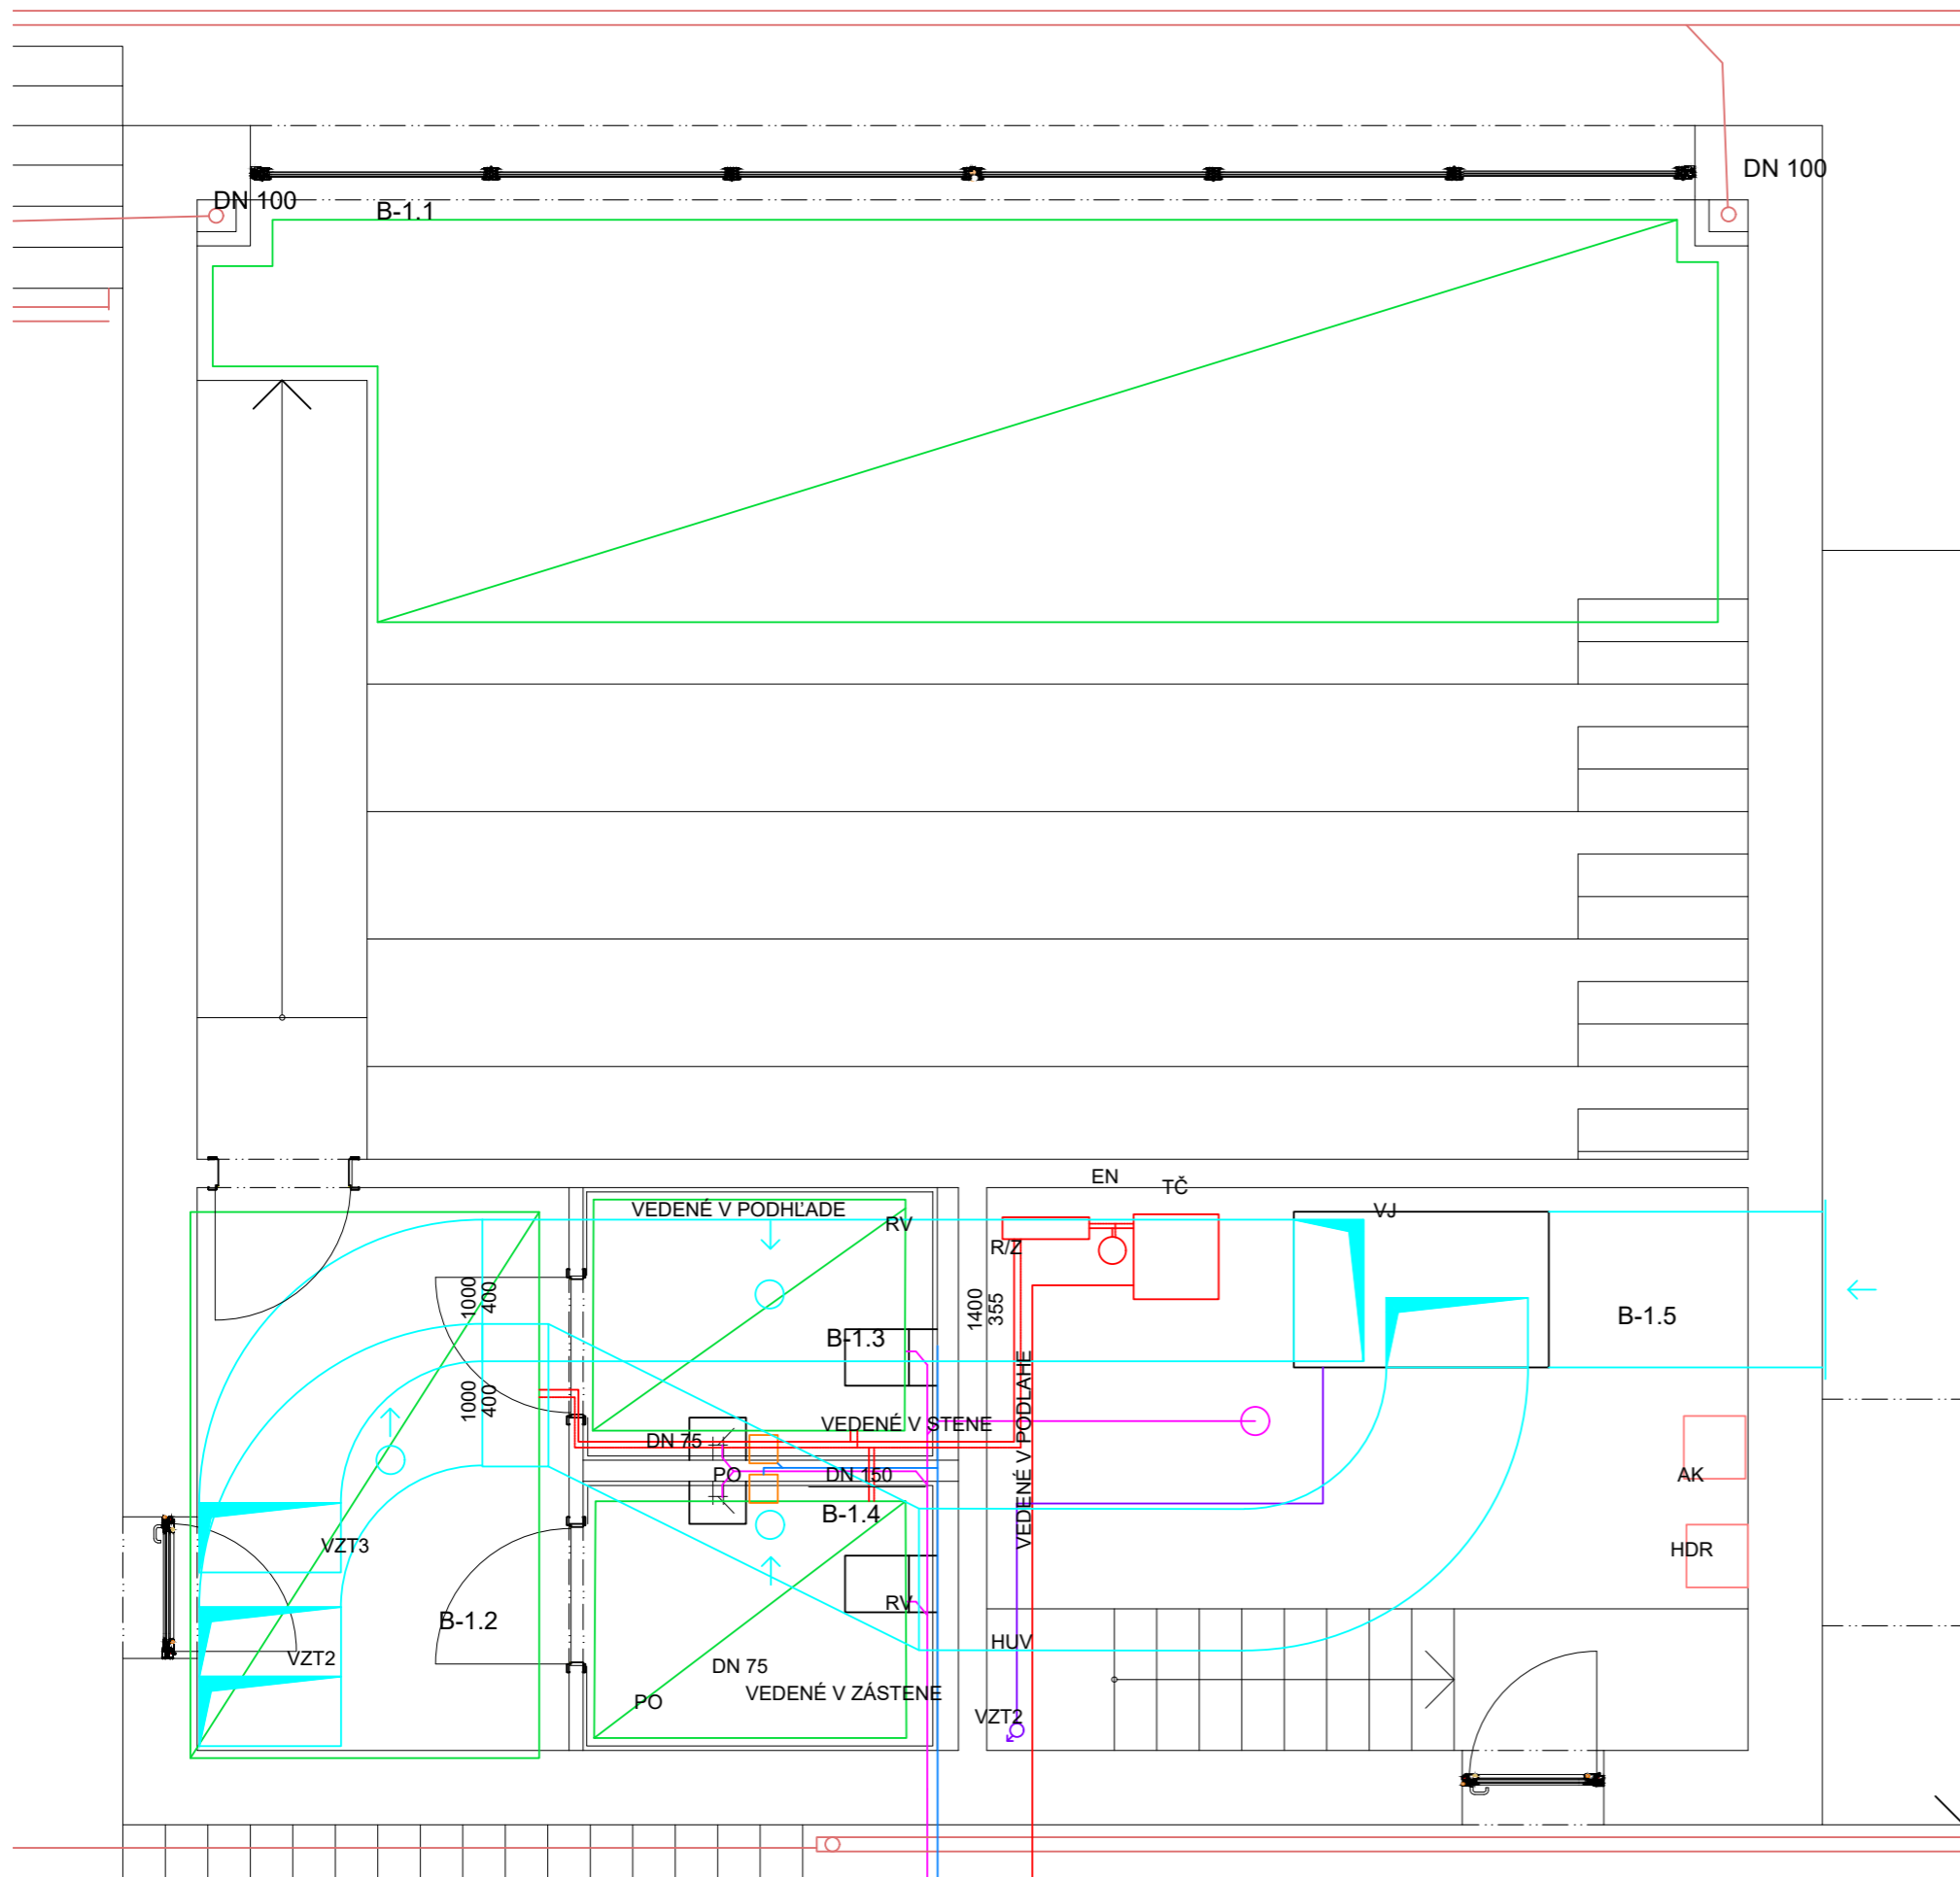 DN 100
DN 100
B-1.1
EN
TČ
VEDENÉ V PODHĽADE
RV
VJ
R/Z
1000
400
1400
355
B-1.3
B-1.5
1000
400
VEDENÉ V STENE
VEDENÉ V PODLAHE
DN 75
PO
DN 150
AK
B-1.4
VZT3
HDR
RV
B-1.2
HUV
VZT2
DN 75
VEDENÉ V ZÁSTENE
PO
VZT2